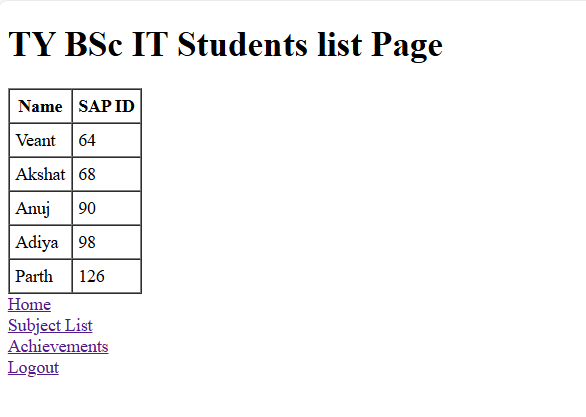 TY BSc IT Students list Page
Name SAP ID
Veant 64
Akshat 68
Anuj 90
Adiya 98
Parth 126
Home
Subject List
Achievements
Logout